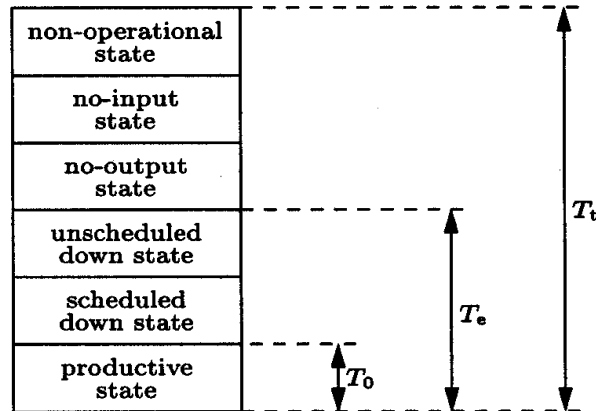 non-operational
state
no-input
state
no-output
state
T_t
unscheduled
down state
scheduled
down state
T_e
productive
state
T_0